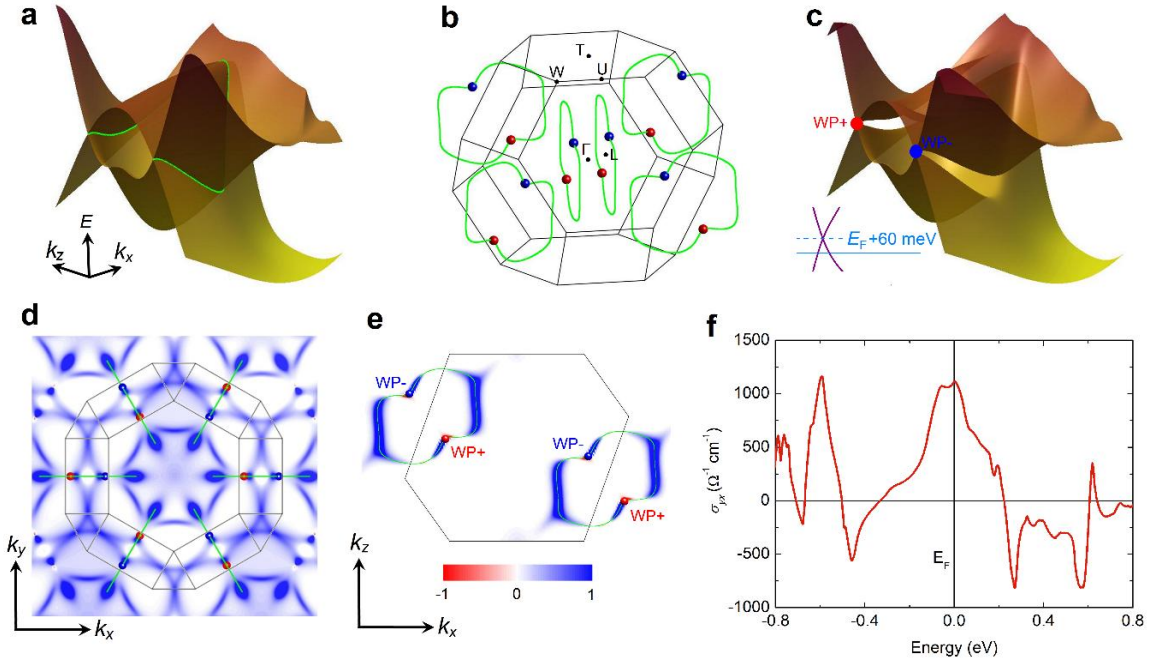 a
E
kz
kx
b
T
W
U
Γ
L
c
WP+
WP-
EF+60 meV
d
ky
kx
e
WP-
WP+
WP-
WP+
kz
kx
-1
0
1
f
1500
1000
500
0
-500
-1000
σyx (Ω-1 cm-1)
EF
-0.8
-0.4
0.0
0.4
0.8
Energy (eV)